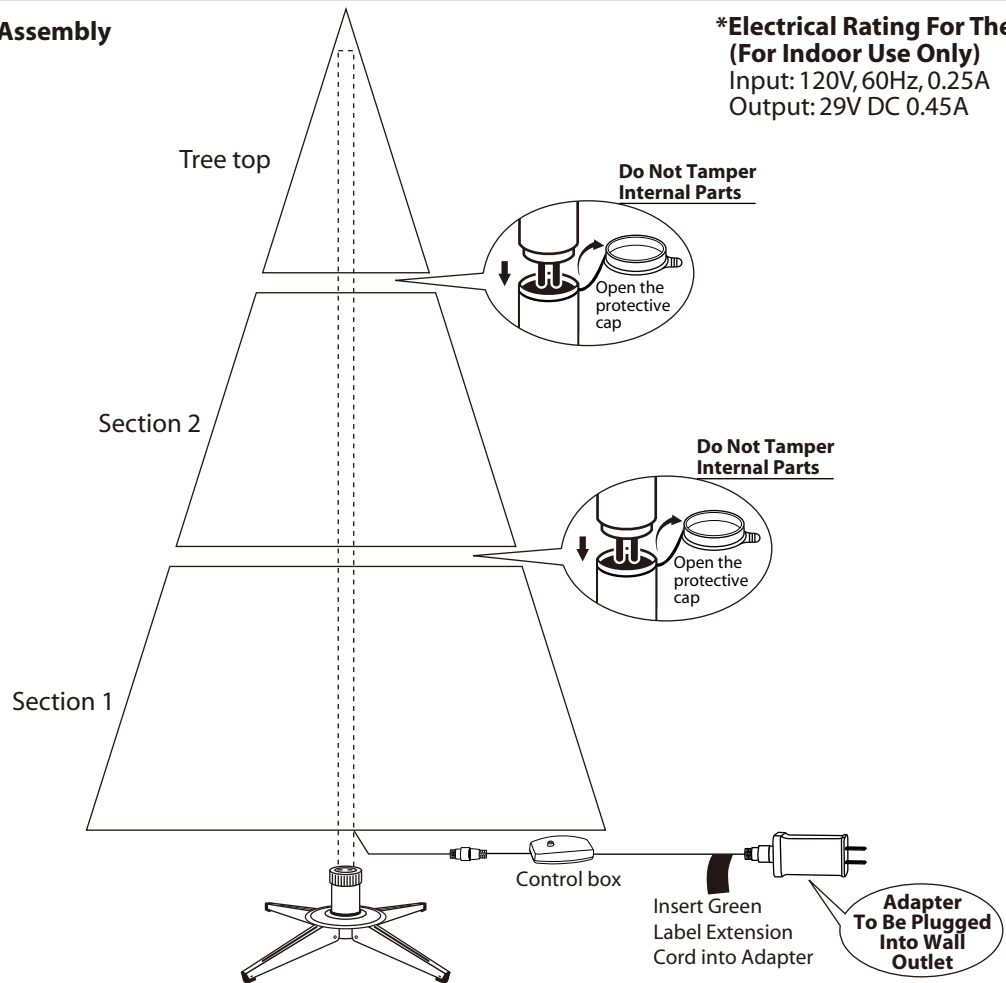 Assembly
*Electrical Rating For The
(For Indoor Use Only)
Input: 120V, 60Hz, 0.25A
Output: 29V DC 0.45A
Tree top
Do Not Tamper
Internal Parts
Open the
protective
cap
Section 2
Do Not Tamper
Internal Parts
Open the
protective
cap
Section 1
Control box
Insert Green
Label Extension
Cord into Adapter
Adapter
To Be Plugged
Into Wall
Outlet